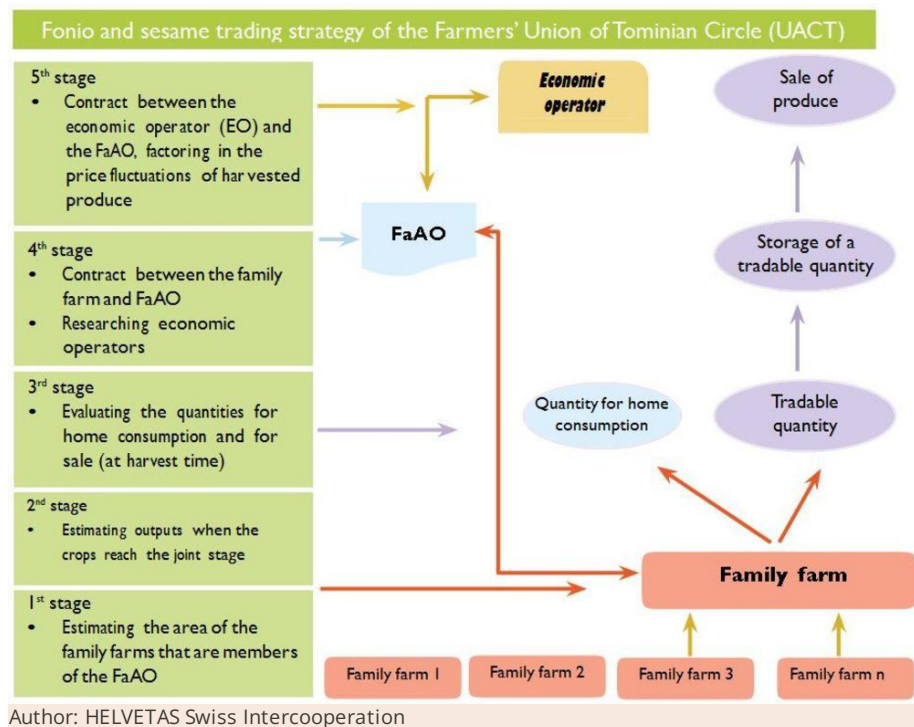 Fonio and sesame trading strategy of the Farmers' Union of Tominian Circle (UACT)
5th stage
• Contract between the
economic operator (EO) and
the FaAO, factoring in the
price fluctuations of harvested
produce
4th stage
• Contract between the family
farm and FaAO
• Researching economic
operators
3rd stage
• Evaluating the quantities for
home consumption and for
sale (at harvest time)
2nd stage
• Estimating outputs when the
crops reach the joint stage
1st stage
• Estimating the area of the
family farms that are members
of the FaAO
Economic
operator
FaAO
Sale of
produce
Storage of a
tradable quantity
Quantity for home
consumption
Tradable
quantity
Family farm
Family farm 1
Family farm 2
Family farm 3
Family farm n
Author: HELVETAS Swiss Intercooperation